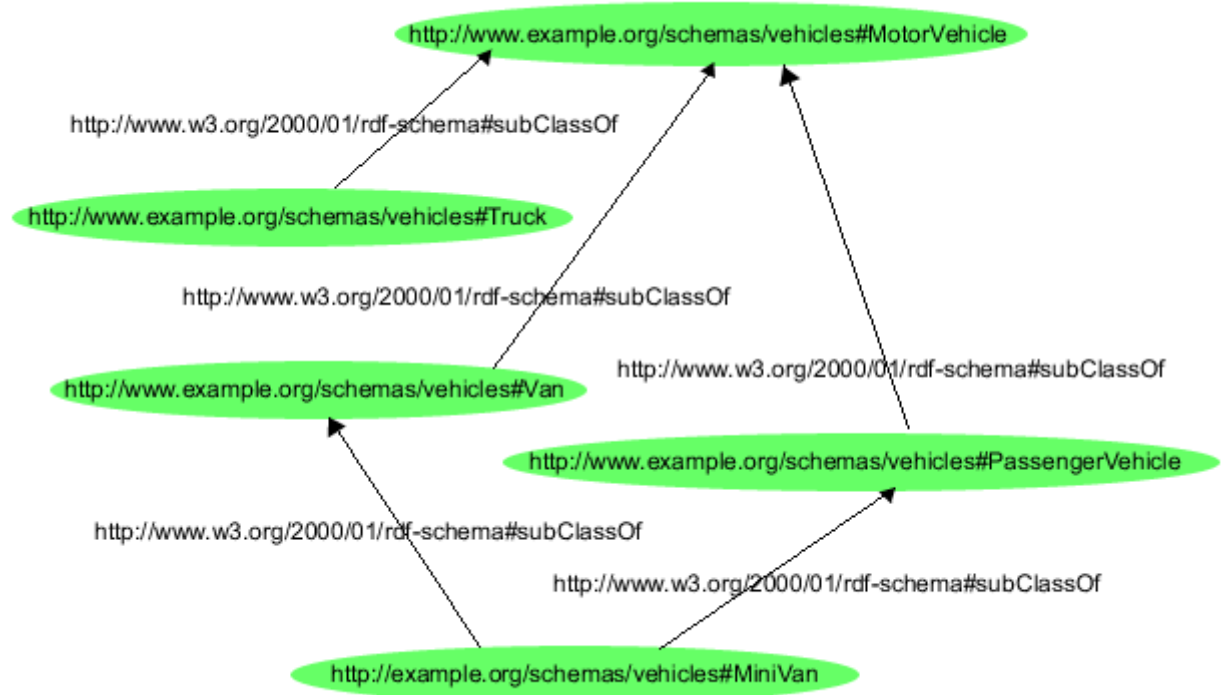 http://www.example.org/schemas/vehicles#MotorVehicle
http://www.w3.org/2000/01/rdf-schema#subClassOf
http://www.example.org/schemas/vehicles#Truck
http://www.w3.org/2000/01/rdf-schema#subClassOf
http://www.w3.org/2000/01/rdf-schema#subClassOf
http://www.example.org/schemas/vehicles#Van
http://www.example.org/schemas/vehicles#PassengerVehicle
http://www.w3.org/2000/01/rdf-schema#subClassOf
http://www.w3.org/2000/01/rdf-schema#subClassOf
http://example.org/schemas/vehicles#MiniVan